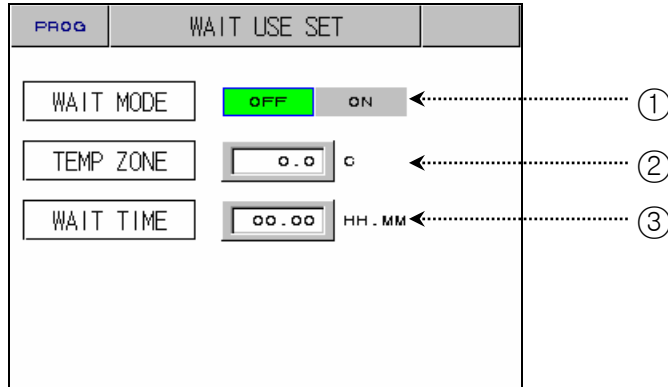 PROG WAIT USE SET
WAIT MODE OFF ON ①
TEMP ZONE 0.0 C ②
WAIT TIME 00.00 HH.MM ③